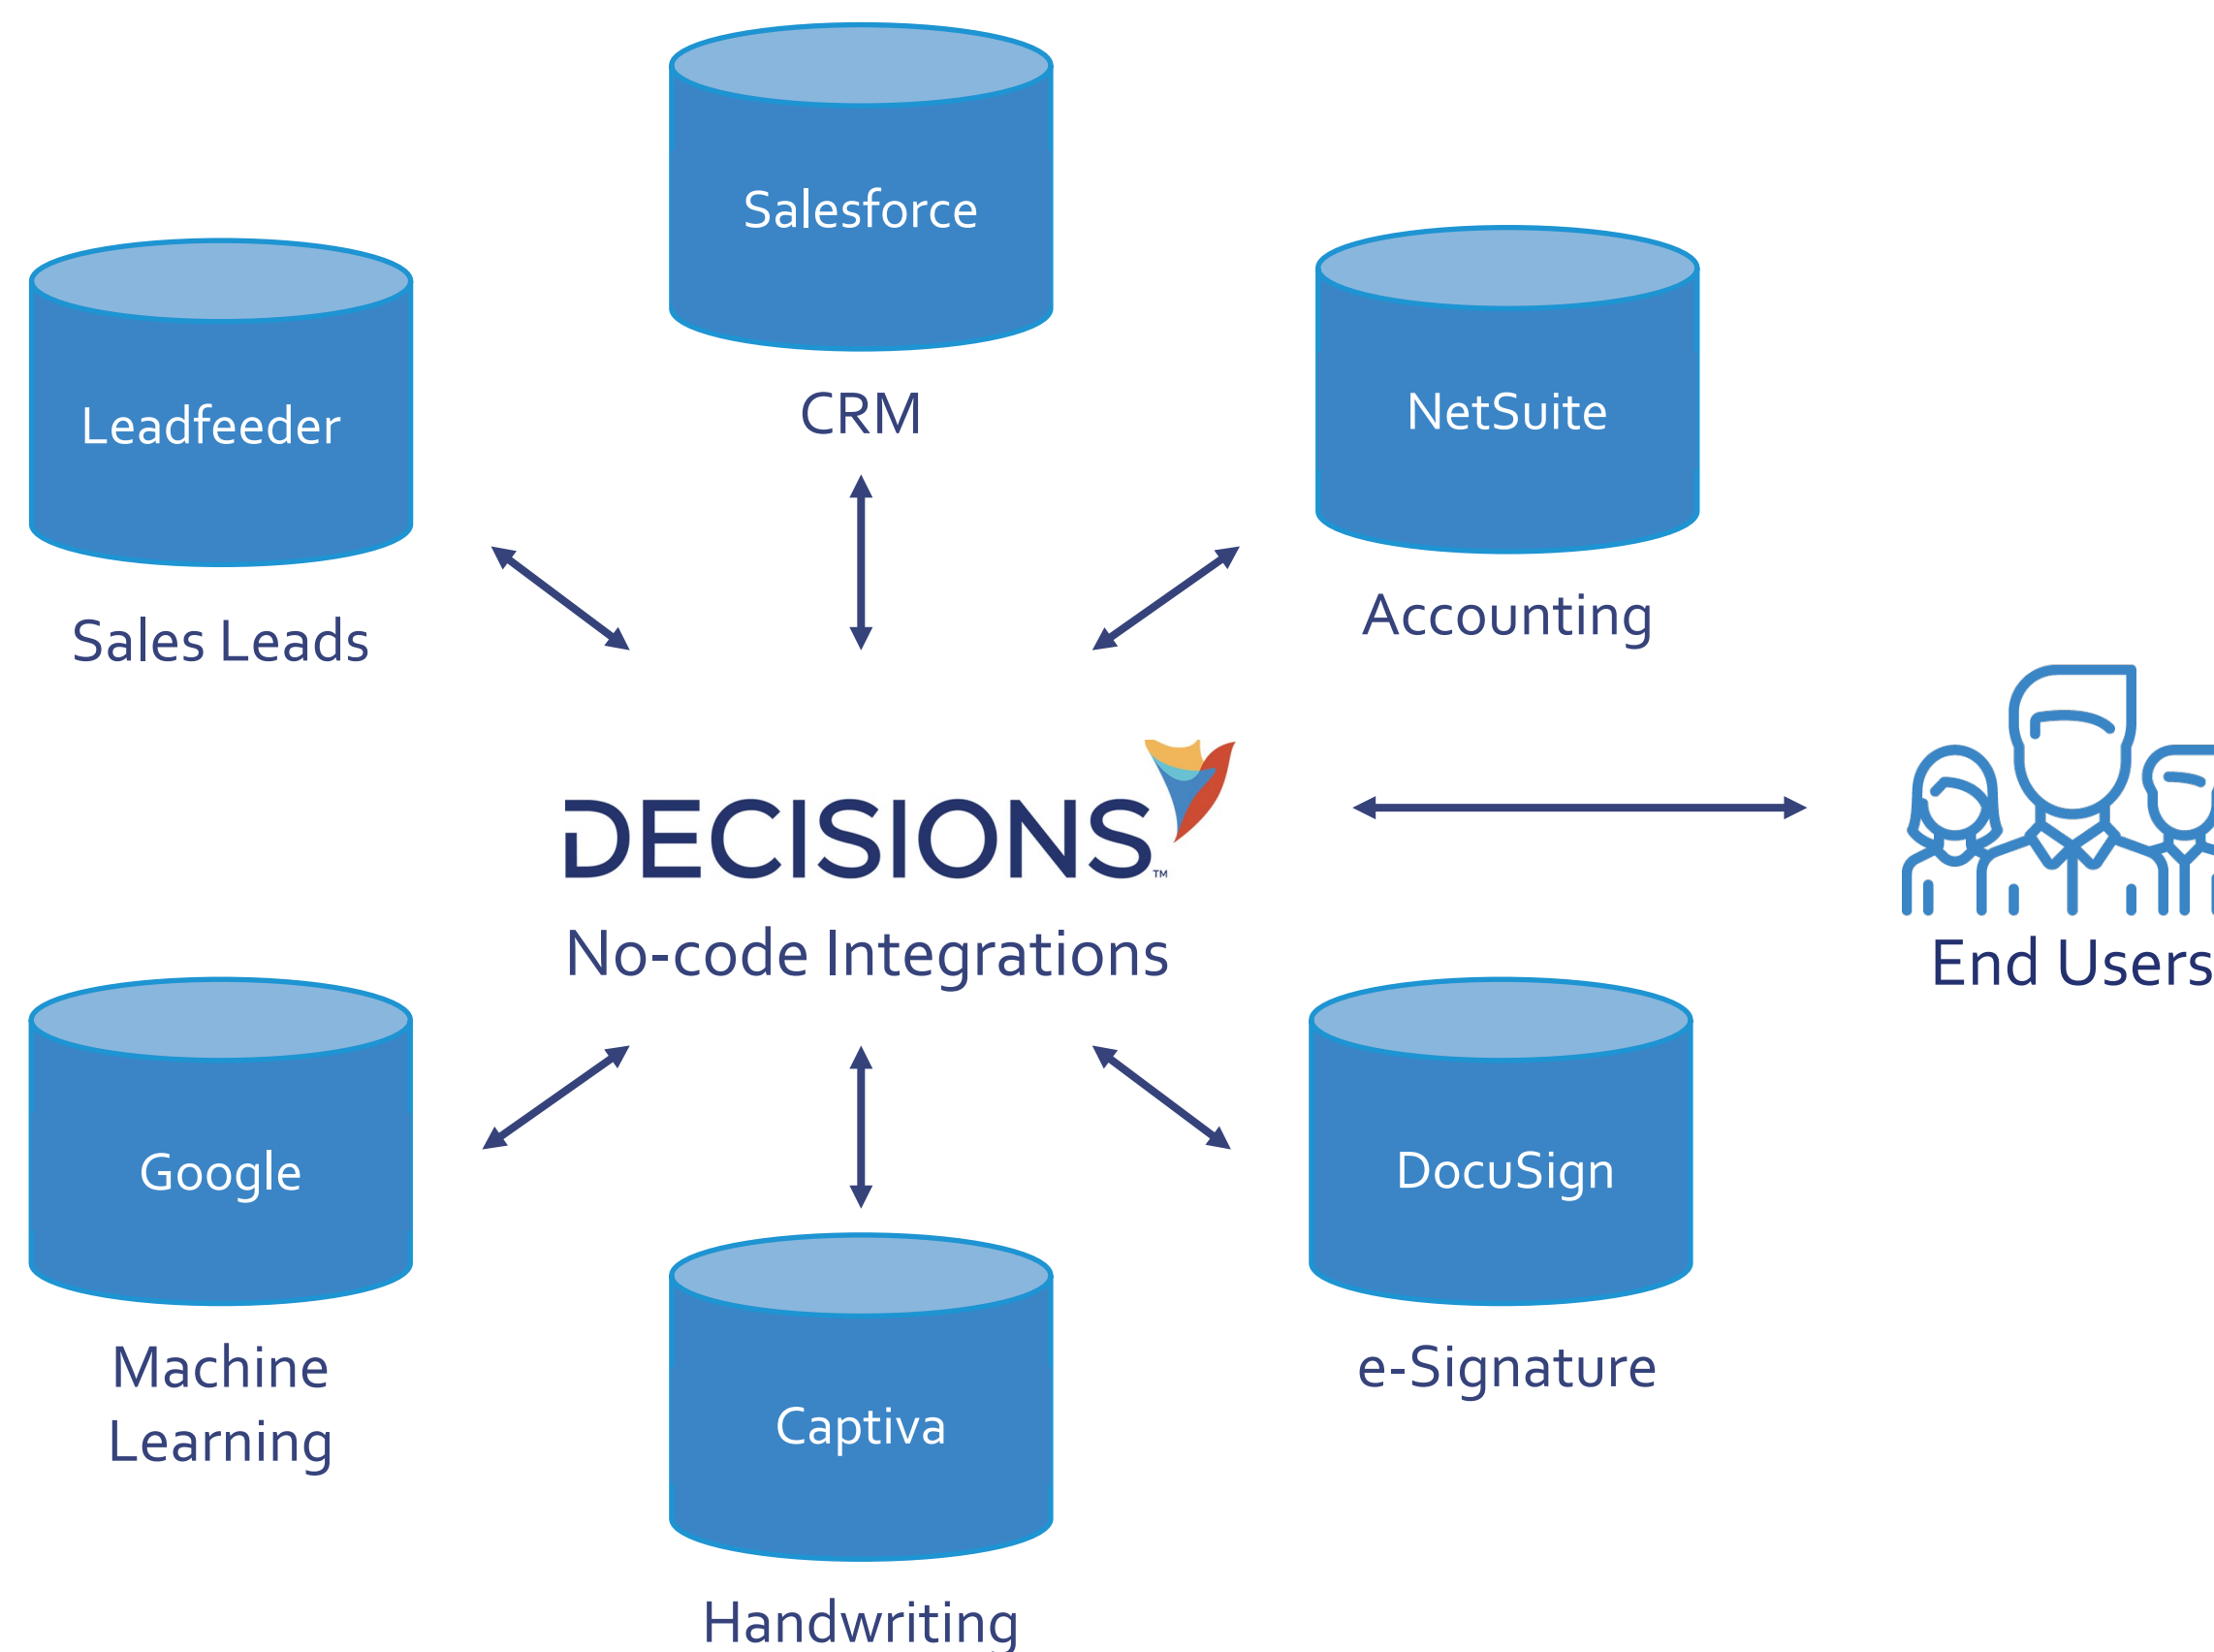 Salesforce
CRM
Leadfeeder
Sales Leads
NetSuite
Accounting
DECISIONS™
No-code Integrations
End Users
Google
Machine
Learning
Captiva
Handwriting
DocuSign
e-Signature